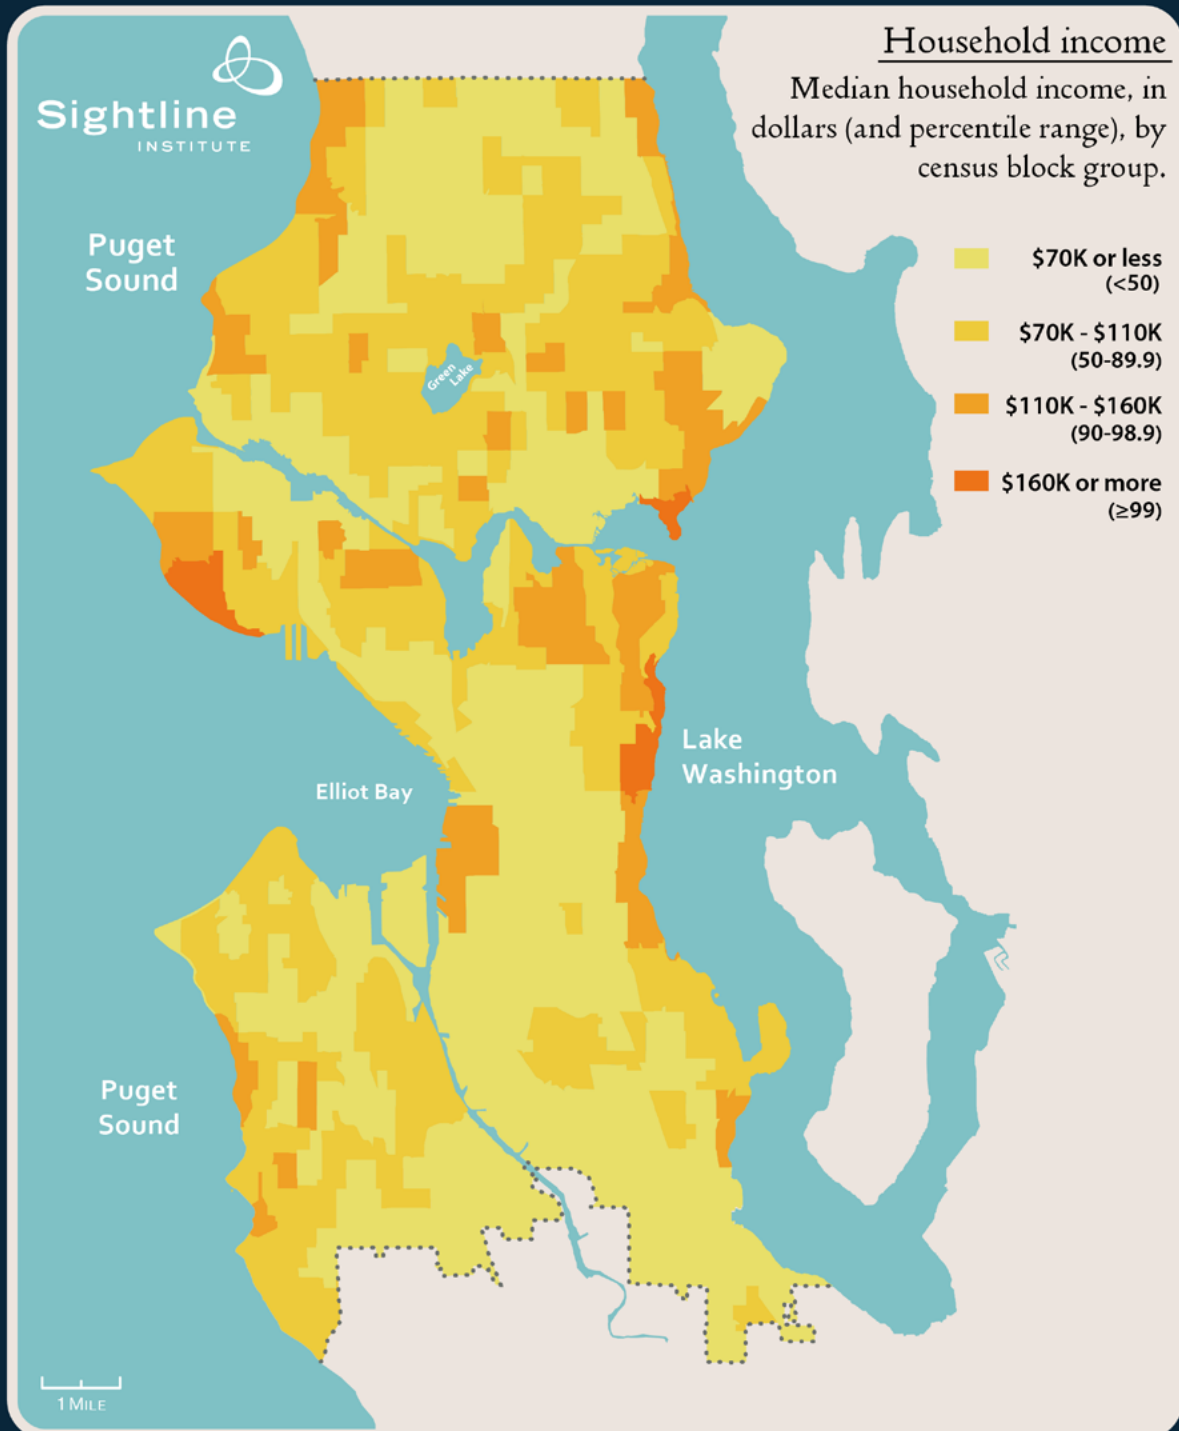 Sightline
INSTITUTE
Household income
Median household income, in
dollars (and percentile range), by
census block group.
$70K or less
(<50)
$70K - $110K
(50-89.9)
$110K - $160K
(90-98.9)
$160K or more
(≥99)
Puget
Sound
Green
Lake
Lake
Washington
Elliot Bay
Puget
Sound
1 MILE